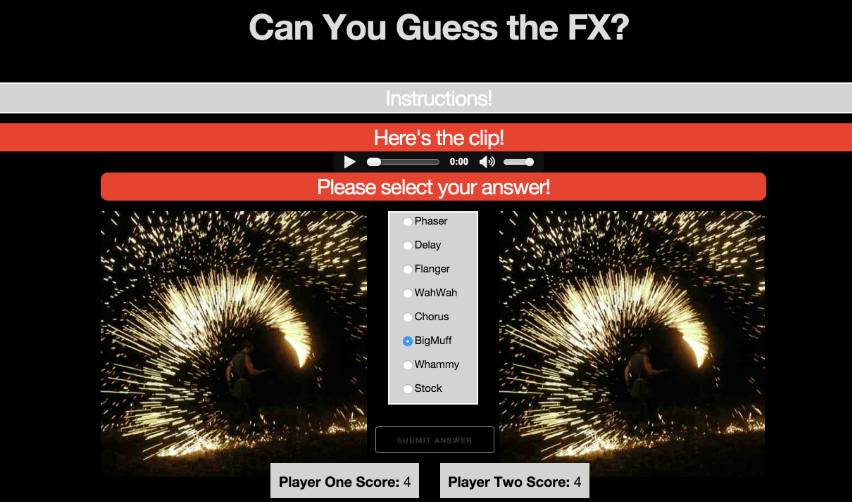 Can You Guess the FX?
Instructions!
Here's the clip!
0:00
Please select your answer!
Phaser
Delay
Flanger
WahWah
Chorus
BigMuff
Whammy
Stock
SUBMIT ANSWER
Player One Score: 4
Player Two Score: 4